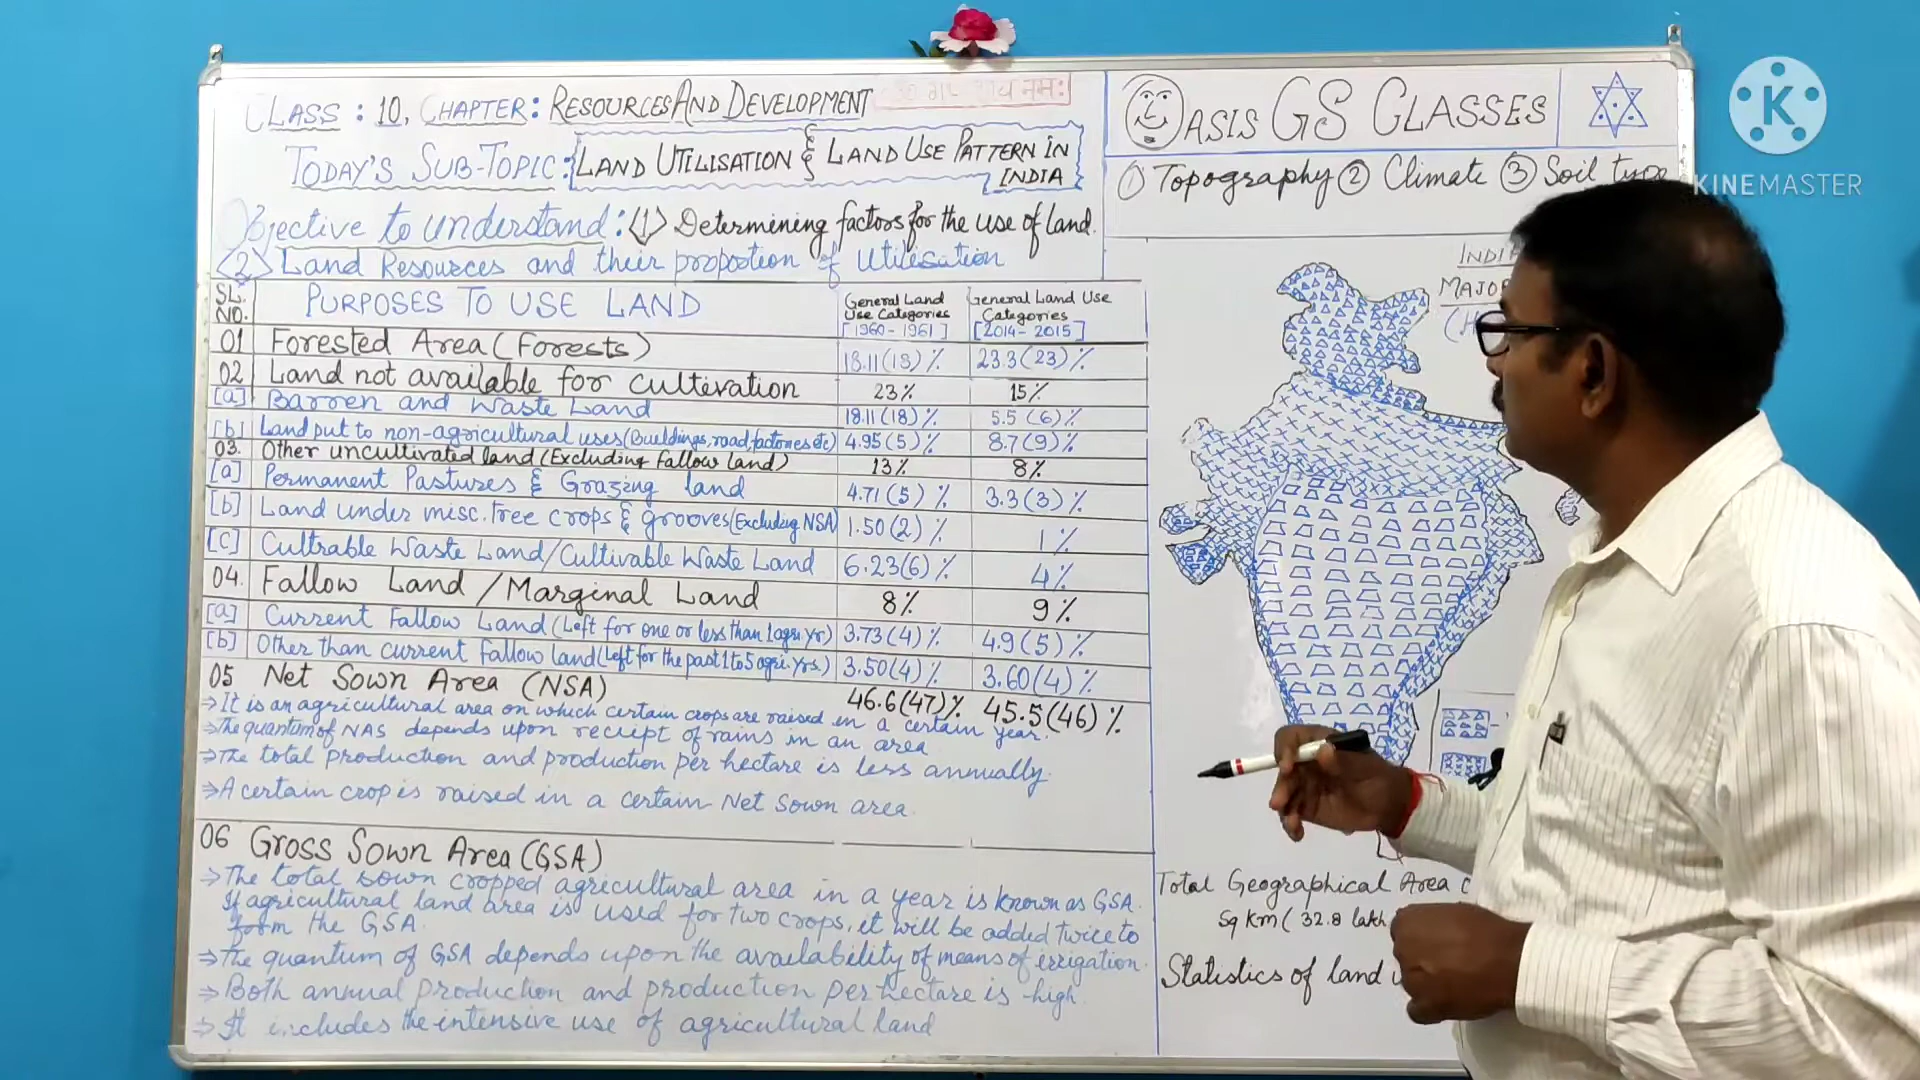 CLASS : 10, CHAPTER : RESOURCES AND DEVELOPMENT
TODAY'S SUB-TOPIC : LAND UTILISATION & LAND USE PATTERN IN INDIA
Objective to understand : <1> Determining factors for the use of land.
<2> Land Resources and their propostion of Utilisation
SL. NO. PURPOSES TO USE LAND General Land Use Categories [1960-1961] General Land Use Categories [2014-2015]
01 Forested Area (Forests) 18.11 (18) % 23.3 (23) %
02 Land not available for cultivation 23% 15%
[a] Barren and Waste Land 18.11 (18) % 5.5 (6) %
[b] Land put to non-agricultural uses (Buildings, road, factories etc) 4.95 (5) % 8.7 (9) %
03. Other uncultivated land (Excluding fallow land) 13% 8%
[a] Permanent Pastures & Grazing land 4.71 (5) % 3.3 (3) %
[b] Land under misc. tree crops & grooves (Excluding NSA) 1.50 (2) % 1%
[c] Cultrable Waste Land / Cultivable Waste Land 6.23 (6) % 4%
04. Fallow Land / Marginal Land 8% 9%
[a] Current Fallow Land (Left for one or less than 1 agri yr) 3.73 (4) % 4.9 (5) %
[b] Other than current fallow land (Left for the past 1 to 5 agri. yrs.) 3.50 (4) % 3.60 (4) %
05 Net Sown Area (NSA) 46.6 (47) % 45.5 (46) %
⇒ It is an agricultural area on which certain crops are raised in a certain year.
⇒ The quantum of NAS depends upon receipt of rains in an area
⇒ The total production and production per hectare is less annually.
⇒ A certain crop is raised in a certain Net Sown area.
06 Gross Sown Area (GSA)
⇒ The total sown cropped agricultural area in a year is known as GSA.
If agricultural land area is used for two crops, it will be added twice to
form the GSA.
⇒ The quantum of GSA depends upon the availability of means of irrigation.
⇒ Both annual production and production per hectare is high
⇒ It includes the intensive use of agricultural land
OASIS GS CLASSES
① Topography ② Climate ③ Soil type
MAJOR
Total Geographical Area
Sq Km ( 32.8 lakh
Statistics of land
K
KINEMASTER